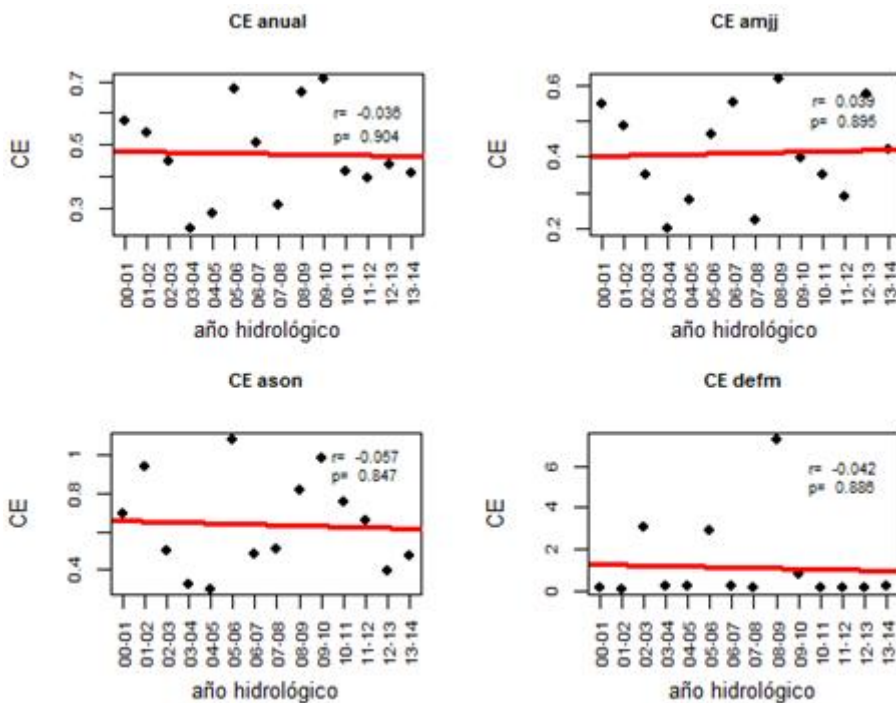 CE anual
CE
0.7
0.5
0.3
r= -0.036
p= 0.904
00-01 01-02 02-03 03-04 04-05 05-06 06-07 07-08 08-09 09-10 10-11 11-12 12-13 13-14
año hidrológico
CE amjj
CE
0.6
0.4
0.2
r= 0.039
p= 0.895
00-01 01-02 02-03 03-04 04-05 05-06 06-07 07-08 08-09 09-10 10-11 11-12 12-13 13-14
año hidrológico
CE ason
CE
1
0.8
0.4
r= -0.057
p= 0.847
00-01 01-02 02-03 03-04 04-05 05-06 06-07 07-08 08-09 09-10 10-11 11-12 12-13 13-14
año hidrológico
CE defm
CE
6
4
2
0
r= -0.042
p= 0.886
00-01 01-02 02-03 03-04 04-05 05-06 06-07 07-08 08-09 09-10 10-11 11-12 12-13 13-14
año hidrológico